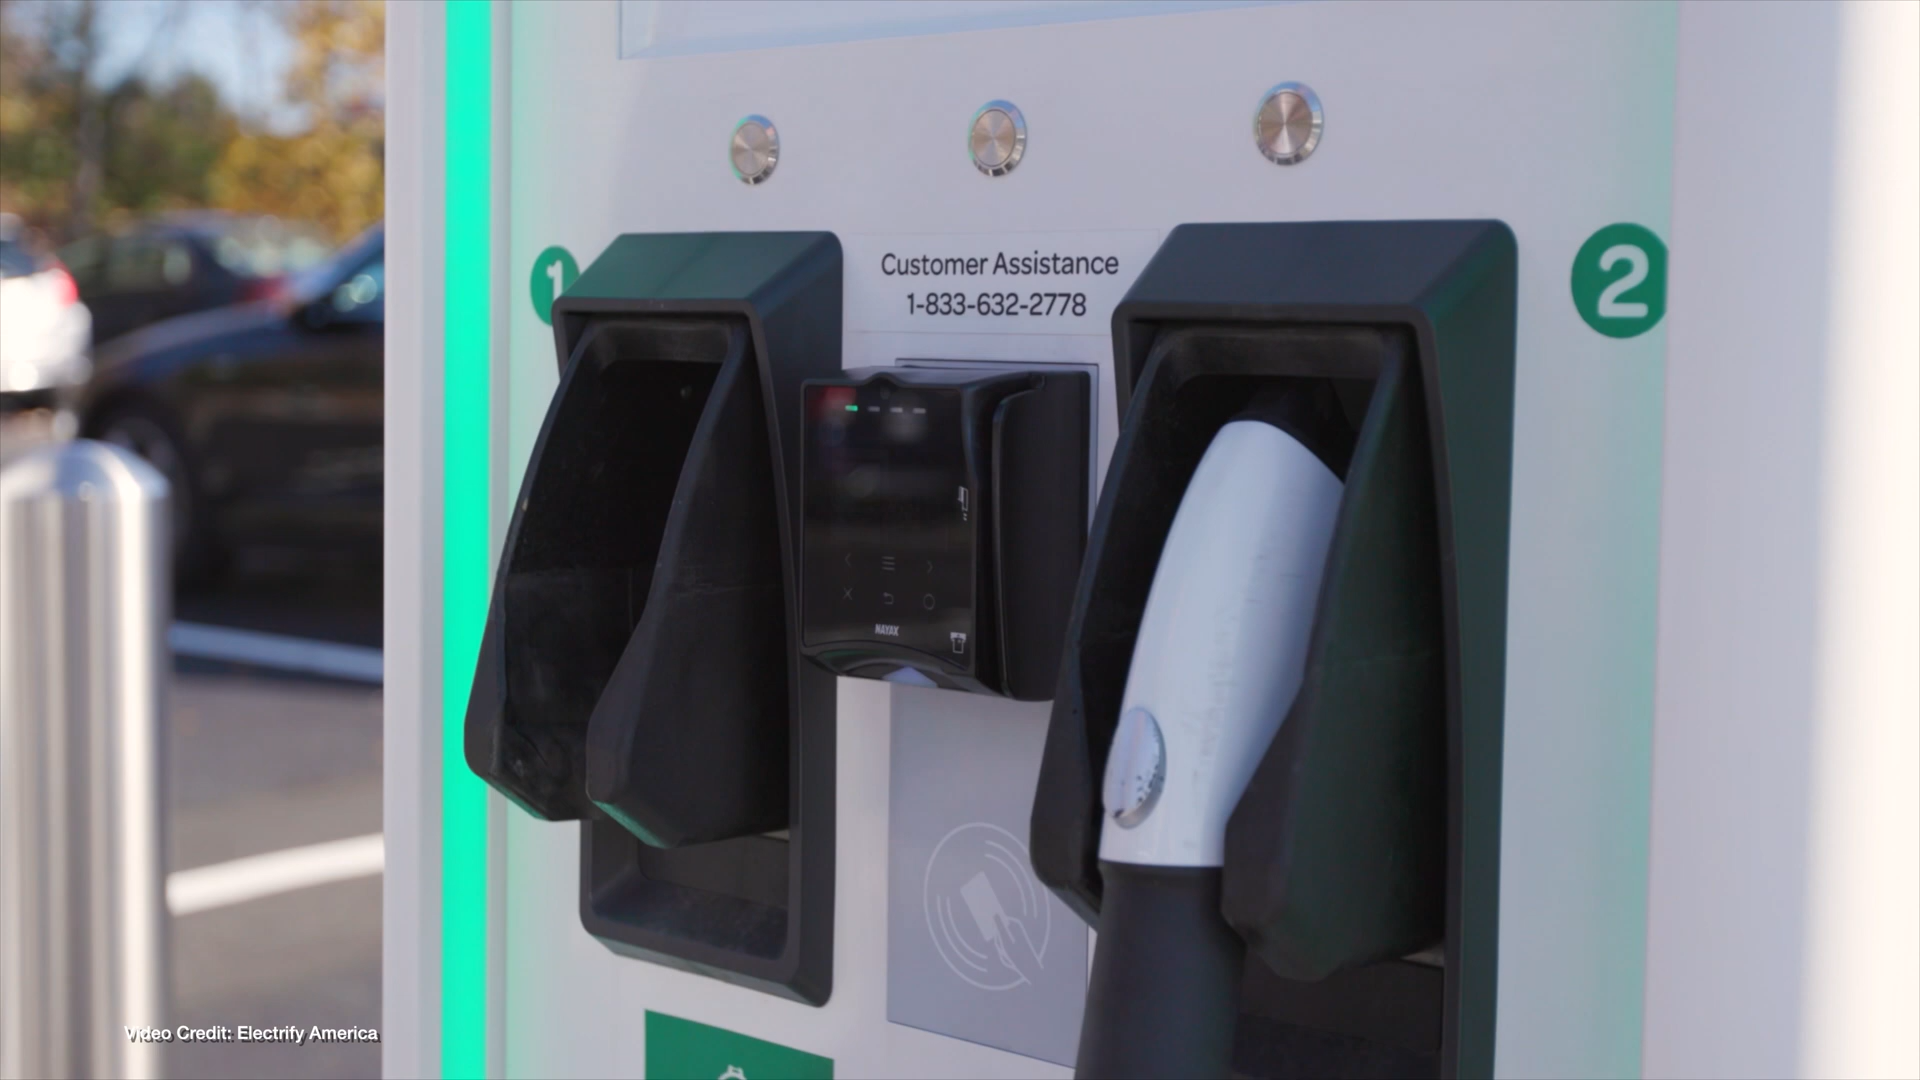 Customer Assistance
1-833-632-2778
1
2
NAYAX
Video Credit: Electrify America